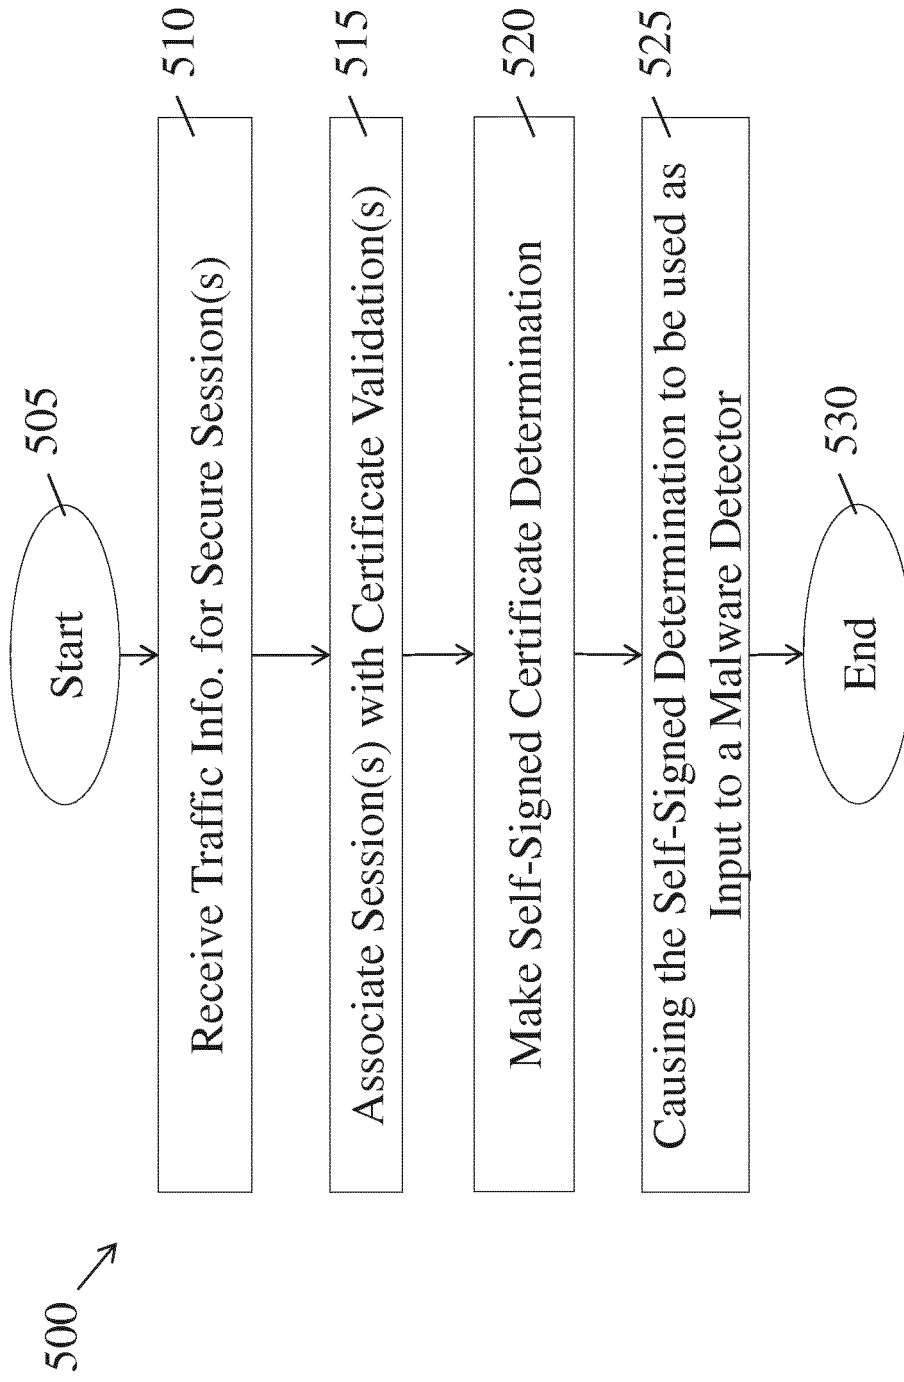 500
Start
505
Receive Traffic Info. for Secure Session(s)
510
Associate Session(s) with Certificate Validation(s)
515
Make Self-Signed Certificate Determination
520
Causing the Self-Signed Determination to be used as
Input to a Malware Detector
525
End
530